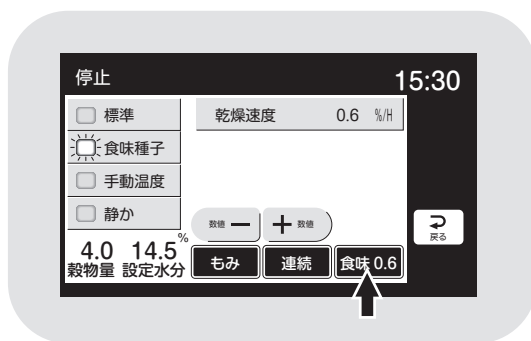 停止 15:30
標準
食味種子
手動温度
静か
乾燥速度 0.6 %/H
数値 − + 数値
戻る
4.0 14.5%
穀物量 設定水分
もみ 連続 食味 0.6